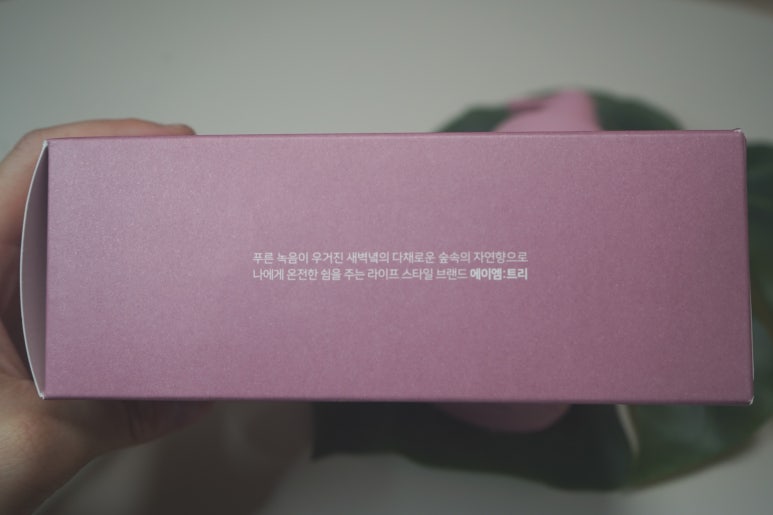 푸른 녹음이 우거진 새벽녘의 다채로운 숲속의 자연향으로
나에게 온전한 쉼을 주는 라이프 스타일 브랜드 에이엠:트리